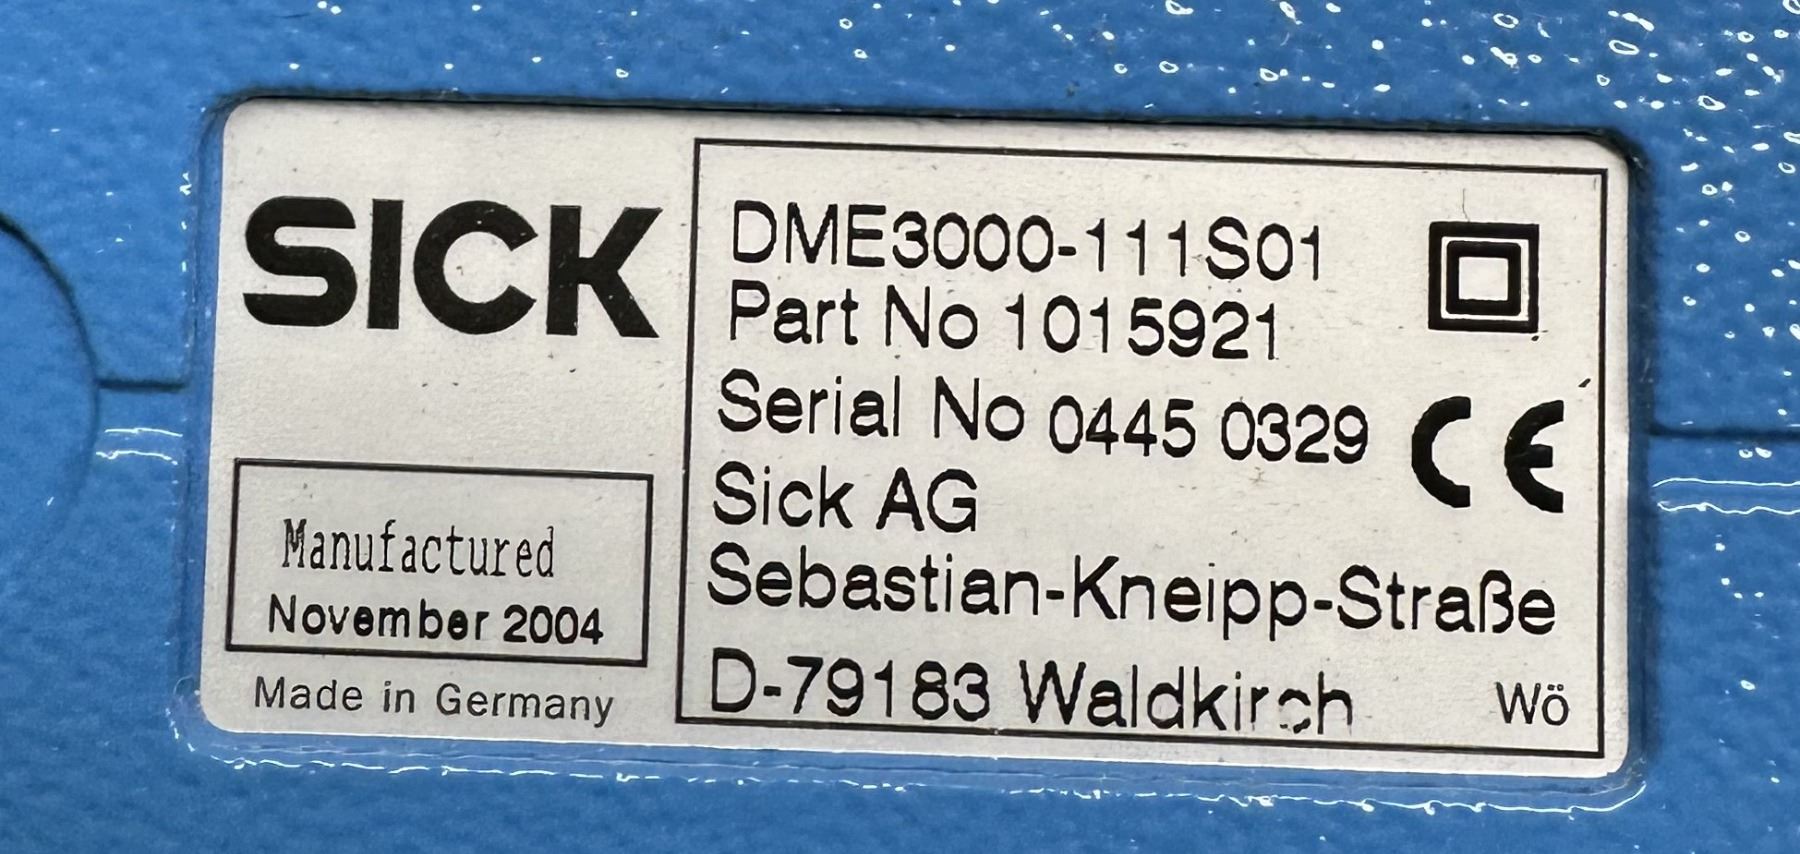 SICK
DME3000-111S01
Part No 1015921
Serial No 0445 0329
Sick AG
Sebastian-Kneipp-Straße
D-79183 Waldkirch
Wö
CE
Manufactured
November 2004
Made in Germany